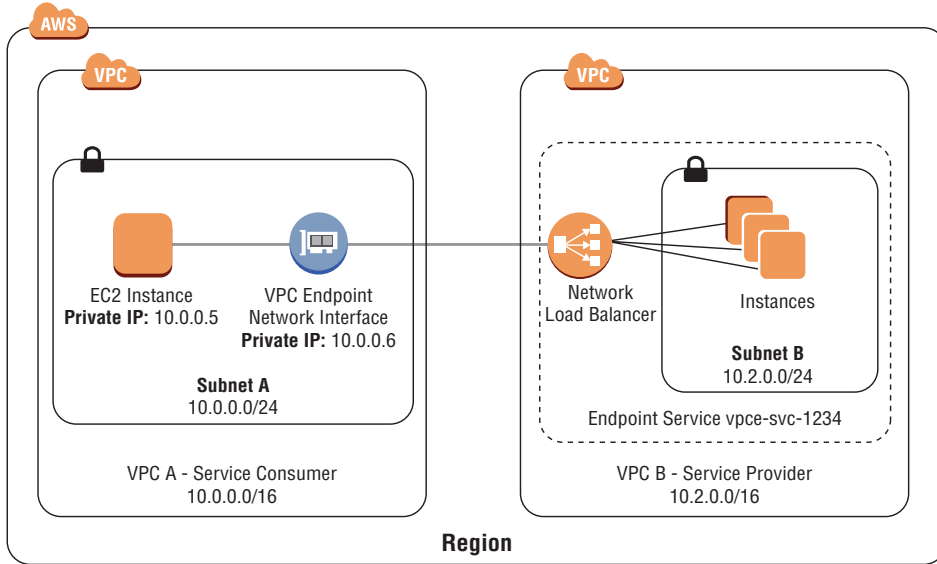 AWS
VPC
VPC
EC2 Instance
Private IP: 10.0.0.5
VPC Endpoint
Network Interface
Private IP: 10.0.0.6
Subnet A
10.0.0.0/24
VPC A - Service Consumer
10.0.0.0/16
Network
Load Balancer
Instances
Subnet B
10.2.0.0/24
Endpoint Service vpce-svc-1234
VPC B - Service Provider
10.2.0.0/16
Region